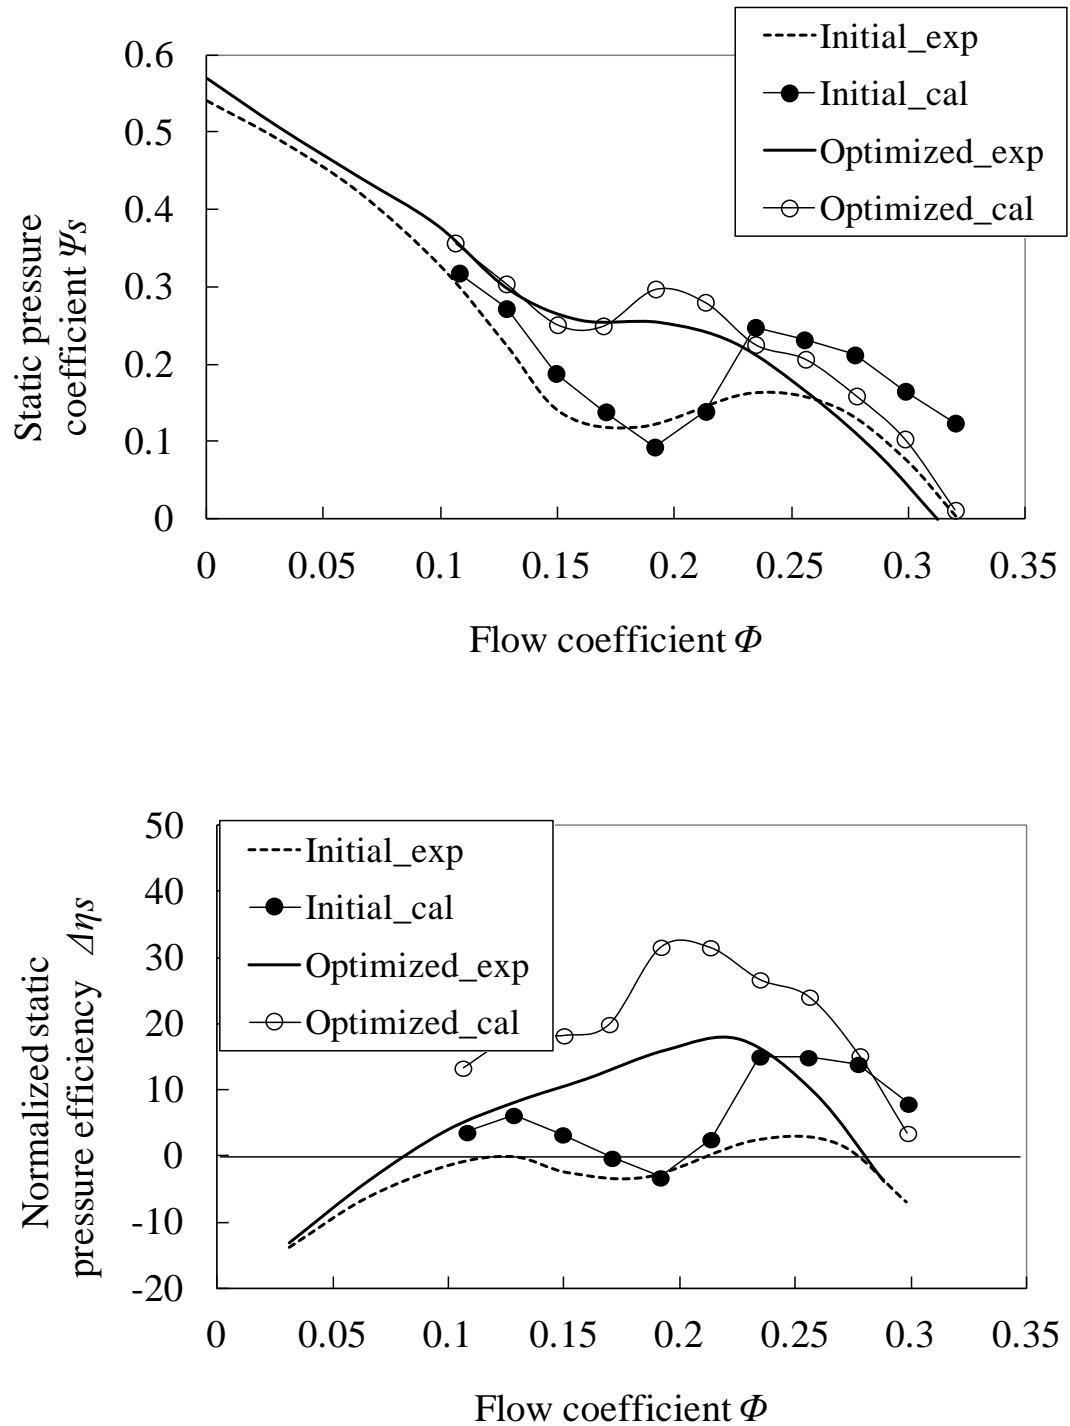 Initial_exp
Initial_cal
Optimized_exp
Optimized_cal
0.6
0.5
0.4
0.3
0.2
0.1
0
Static pressure
coefficient Ψs
0 0.05 0.1 0.15 0.2 0.25 0.3 0.35
Flow coefficient Φ
Initial_exp
Initial_cal
Optimized_exp
Optimized_cal
50
40
30
20
10
0
-10
-20
Normalized static
pressure efficiency Δηs
0 0.05 0.1 0.15 0.2 0.25 0.3 0.35
Flow coefficient Φ